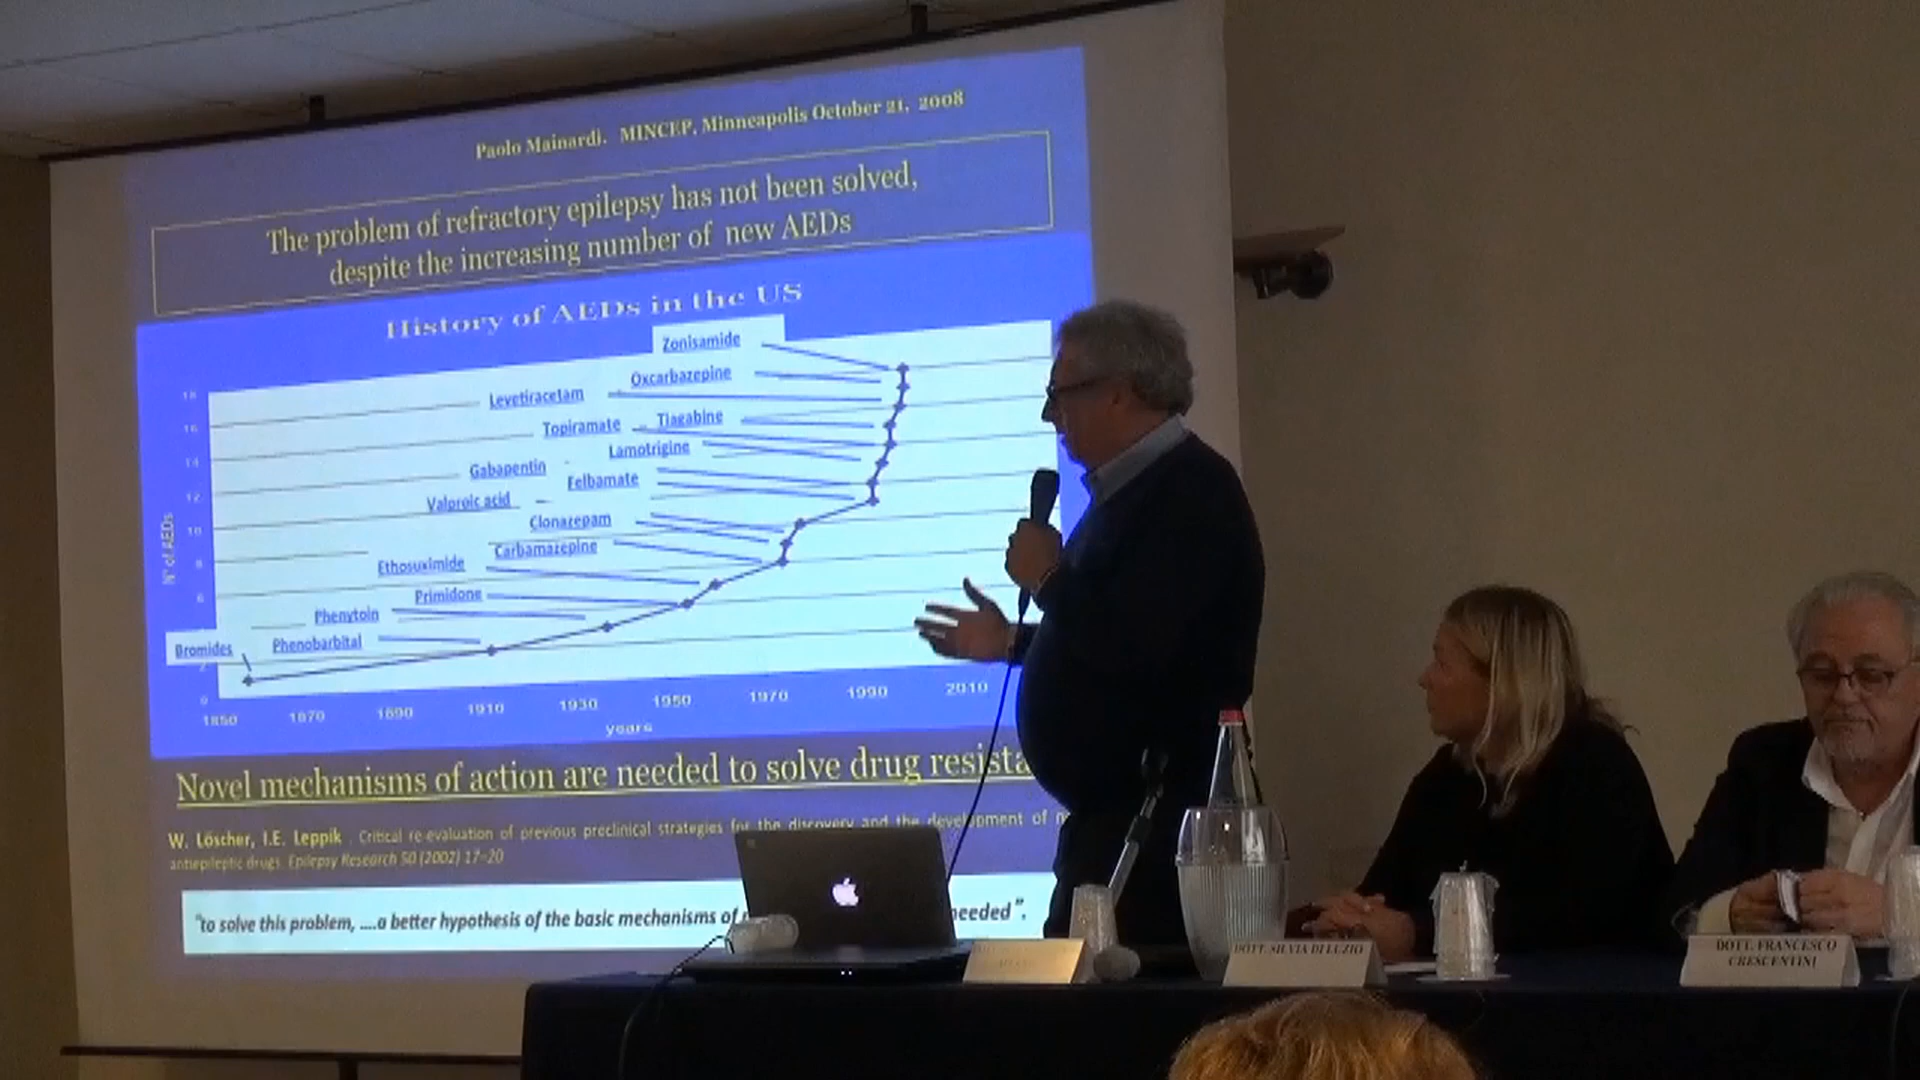 Paolo Mainardi. MINCEP, Minneapolis October 21, 2008
The problem of refractory epilepsy has not been solved,
despite the increasing number of new AEDs
History of AEDs in the US
Zonisamide
Oxcarbazepine
Levetiracetam
Topiramate
Tiagabine
Lamotrigine
Gabapentin
Felbamate
Valproic acid
Clonazepam
Carbamazepine
Ethosuximide
Primidone
Phenytoin
Phenobarbital
Bromides
N° of AEDs
18
16
14
12
10
8
6
2
0
1850 1870 1890 1910 1930 1950 1970 1990 2010
years
Novel mechanisms of action are needed to solve drug resista
W. Löscher, I.E. Leppik . Critical re-evaluation of previous preclinical strategies for the discovery and the development of
antiepileptic drugs. Epilepsy Research 50 (2002) 17–20
"to solve this problem, ....a better hypothesis of the basic mechanisms of needed".
DOTT. SILVIA DI LUZIO
DOTT. FRANCESCO
CRESCENTINI